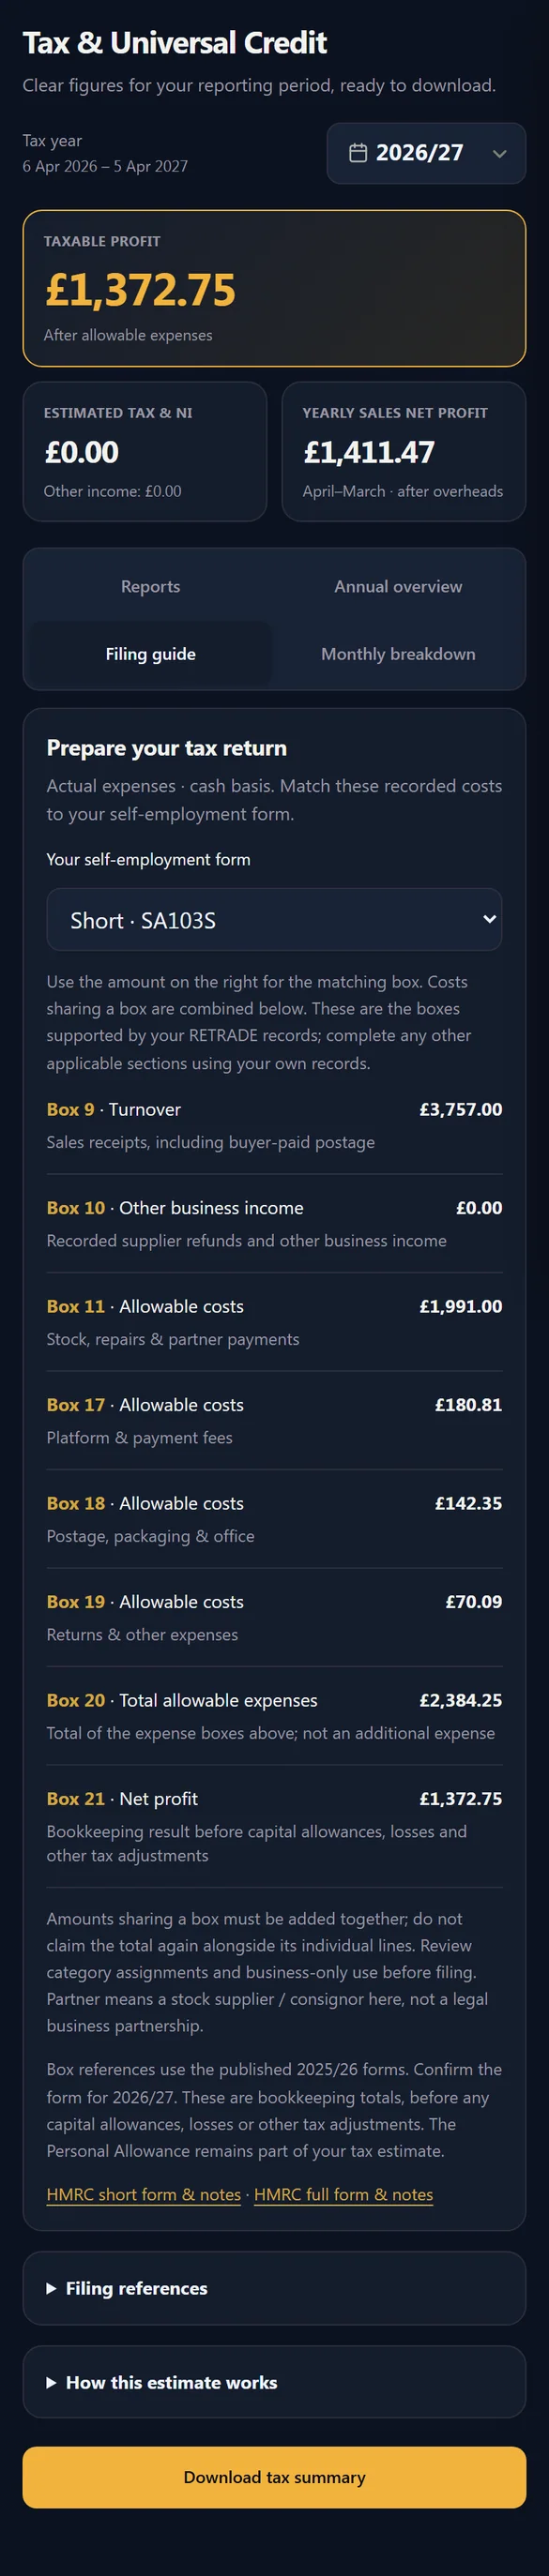 Tax & Universal Credit
Clear figures for your reporting period, ready to download.
Tax year
6 Apr 2026 – 5 Apr 2027
2026/27
TAXABLE PROFIT
£1,372.75
After allowable expenses
ESTIMATED TAX & NI
£0.00
Other income: £0.00
YEARLY SALES NET PROFIT
£1,411.47
April–March · after overheads
Reports
Annual overview
Filing guide
Monthly breakdown
Prepare your tax return
Actual expenses · cash basis. Match these recorded costs
to your self-employment form.
Your self-employment form
Short · SA103S
Use the amount on the right for the matching box. Costs
sharing a box are combined below. These are the boxes
supported by your RETRADE records; complete any other
applicable sections using your own records.
Box 9 · Turnover £3,757.00
Sales receipts, including buyer-paid postage
Box 10 · Other business income £0.00
Recorded supplier refunds and other business income
Box 11 · Allowable costs £1,991.00
Stock, repairs & partner payments
Box 17 · Allowable costs £180.81
Platform & payment fees
Box 18 · Allowable costs £142.35
Postage, packaging & office
Box 19 · Allowable costs £70.09
Returns & other expenses
Box 20 · Total allowable expenses £2,384.25
Total of the expense boxes above; not an additional expense
Box 21 · Net profit £1,372.75
Bookkeeping result before capital allowances, losses and
other tax adjustments
Amounts sharing a box must be added together; do not
claim the total again alongside its individual lines. Review
category assignments and business-only use before filing.
Partner means a stock supplier / consignor here, not a legal
business partnership.
Box references use the published 2025/26 forms. Confirm the
form for 2026/27. These are bookkeeping totals, before any
capital allowances, losses or other tax adjustments. The
Personal Allowance remains part of your tax estimate.
HMRC short form & notes · HMRC full form & notes
Filing references
How this estimate works
Download tax summary